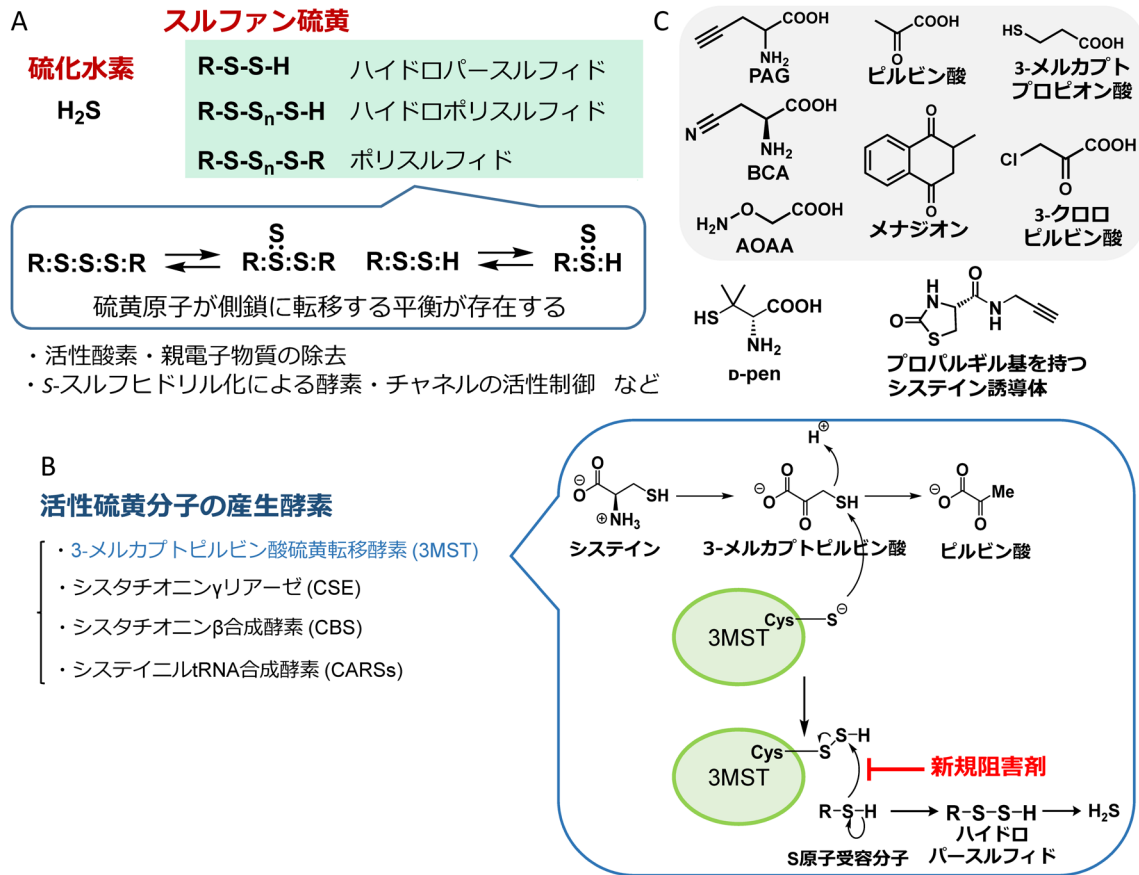 A
スルファン硫黄
硫化水素
H2S
R-S-S-H ハイドロパースルフィド
R-S-Sn-S-H ハイドロポリスルフィド
R-S-Sn-S-R ポリスルフィド
S
S
R:S:S:S:R
R:S:S:R
R:S:S:H
R:S:H
硫黄原子が側鎖に転移する平衡が存在する
・活性酸素・親電子物質の除去
・S-スルフヒドリル化による酵素・チャネルの活性制御 など
B
活性硫黄分子の産生酵素
・3-メルカプトピルビン酸硫黄転移酵素 (3MST)
・シスタチオニンγリアーゼ (CSE)
・シスタチオニンβ合成酵素 (CBS)
・システイニルtRNA合成酵素 (CARSs)
C
COOH
NH2
PAG
COOH
O
ピルビン酸
HS
COOH
3-メルカプト
プロピオン酸
COOH
N
NH2
BCA
O
O
メナジオン
Cl
COOH
O
3-クロロ
ピルビン酸
H2N
O
COOH
AOAA
HS
COOH
NH2
D-pen
H
N
O
O
S
N
H
プロパルギル基を持つ
システイン誘導体
H⊕
O
⊖O
SH
⊕NH3
システイン
O
⊖O
O
SH
3-メルカプトピルビン酸
⊖O
O
Me
O
ピルビン酸
3MST
Cys
S⊖
3MST
Cys
S
S-H
新規阻害剤
R-S-H
R-S-S-H
H2S
S原子受容分子
ハイドロ
パースルフィド